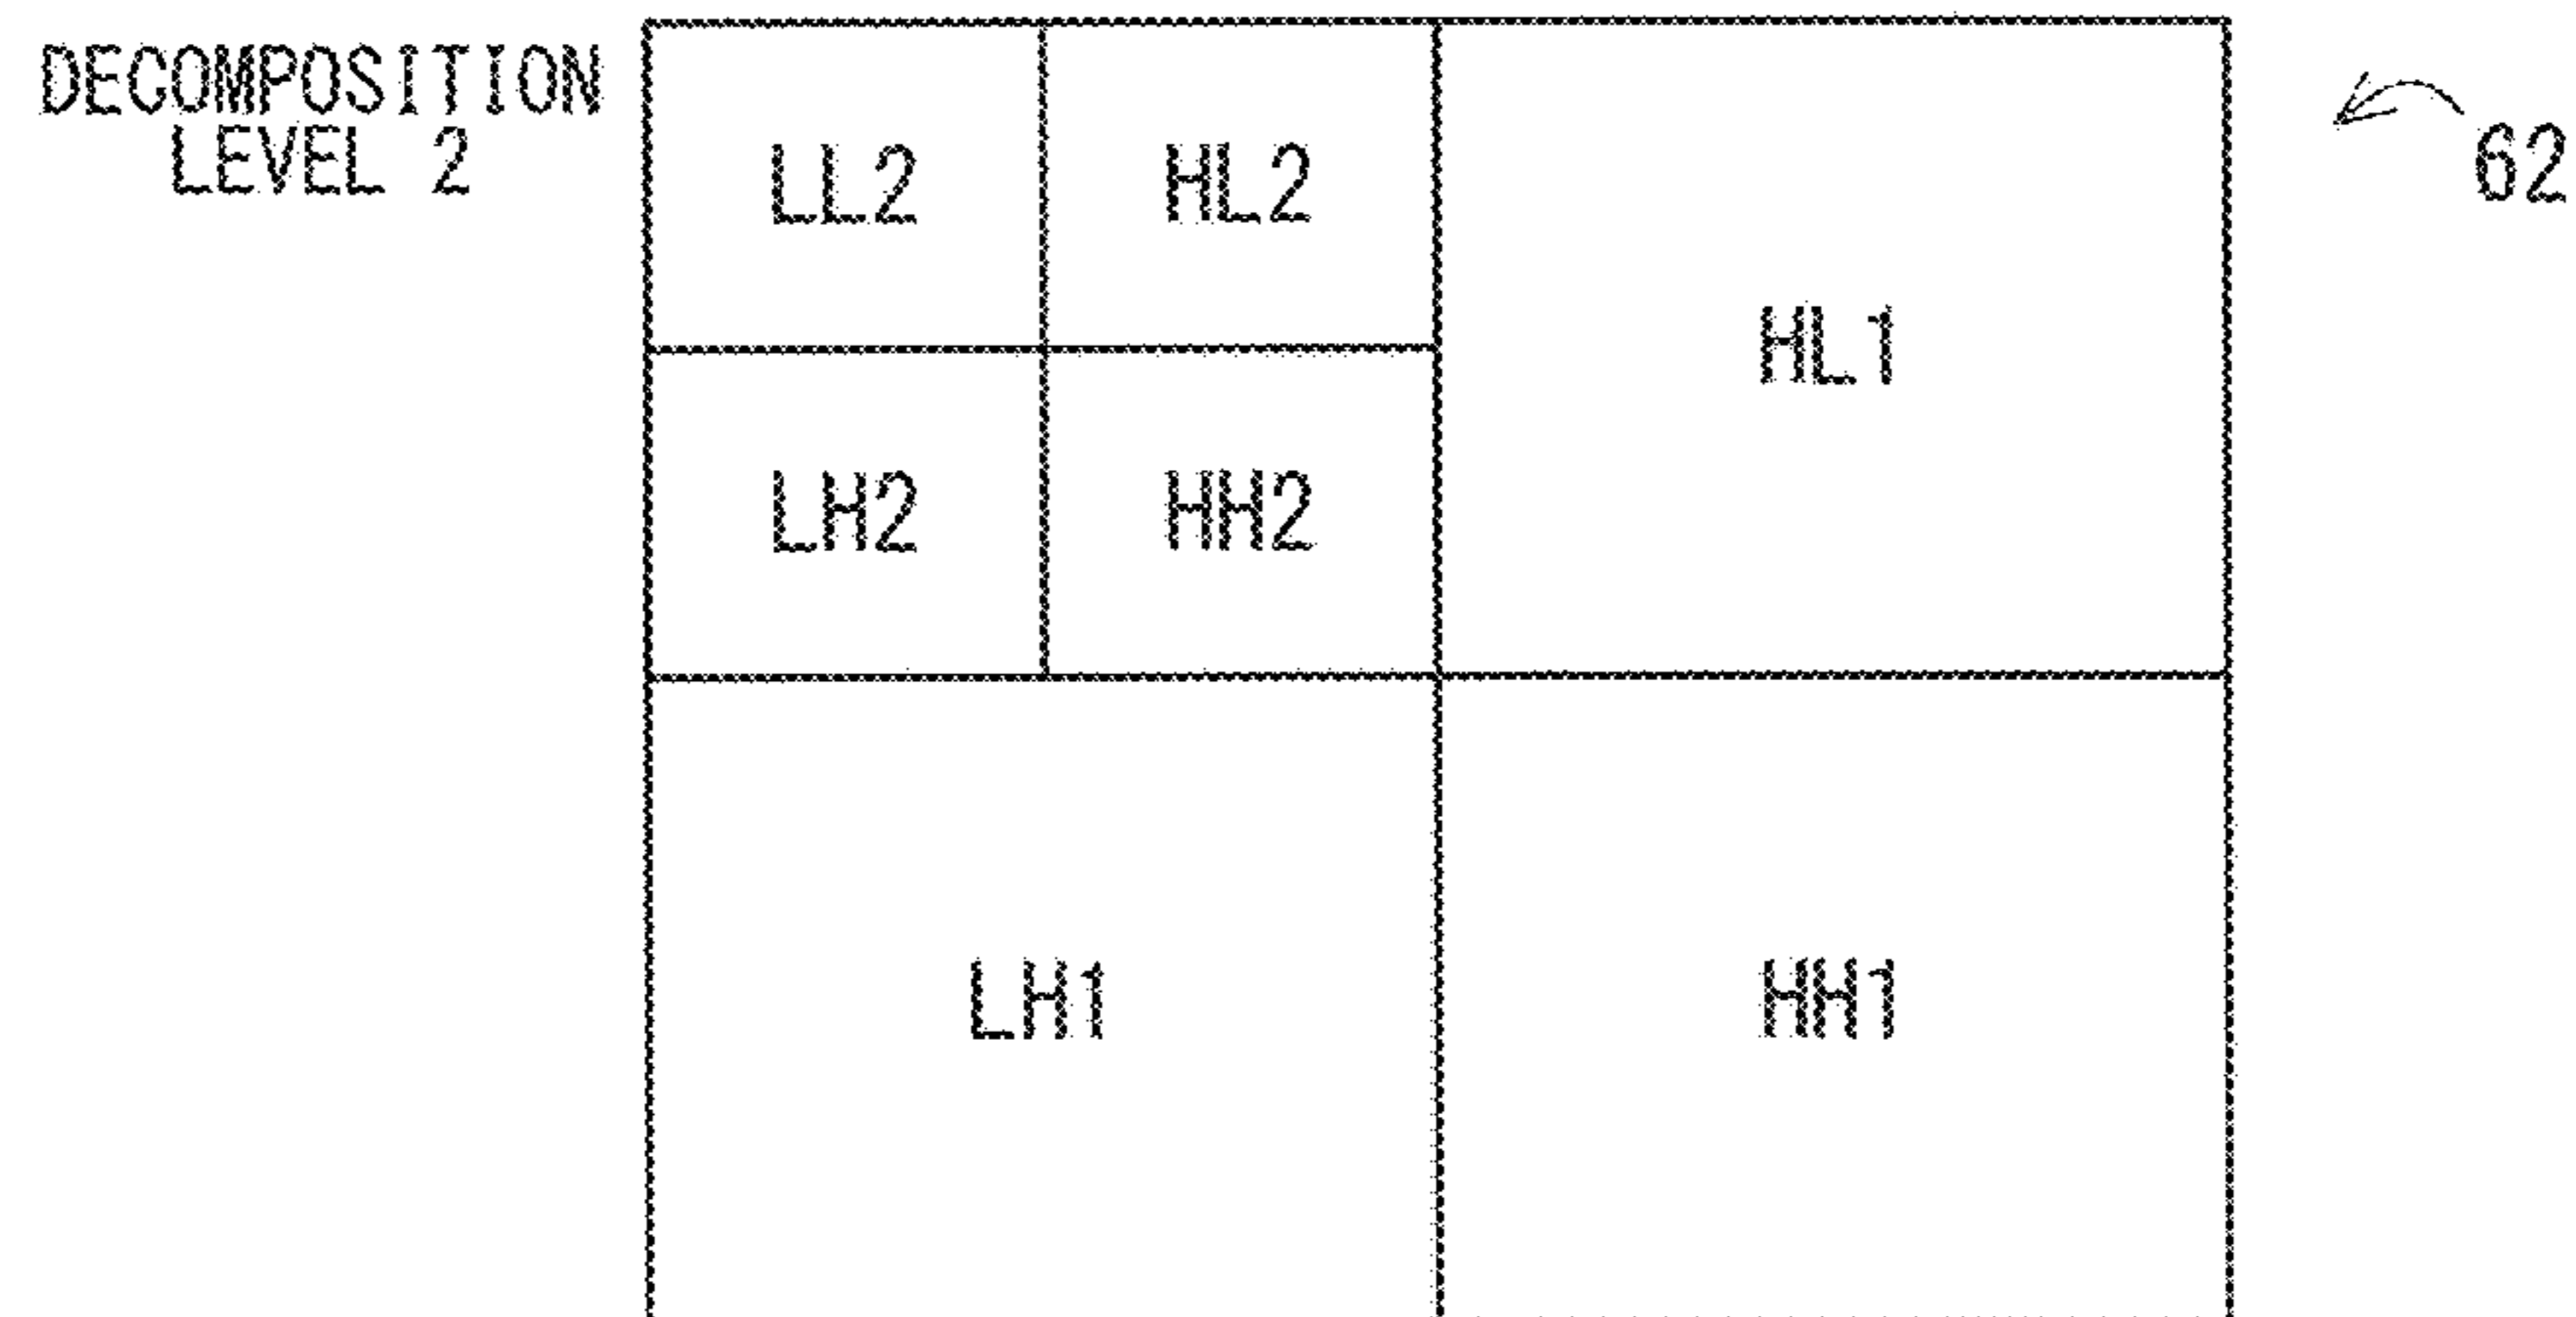 DECOMPOSITION
LEVEL 2
LL2
HL2
HL1
62
LH2
HH2
LH1
HH1